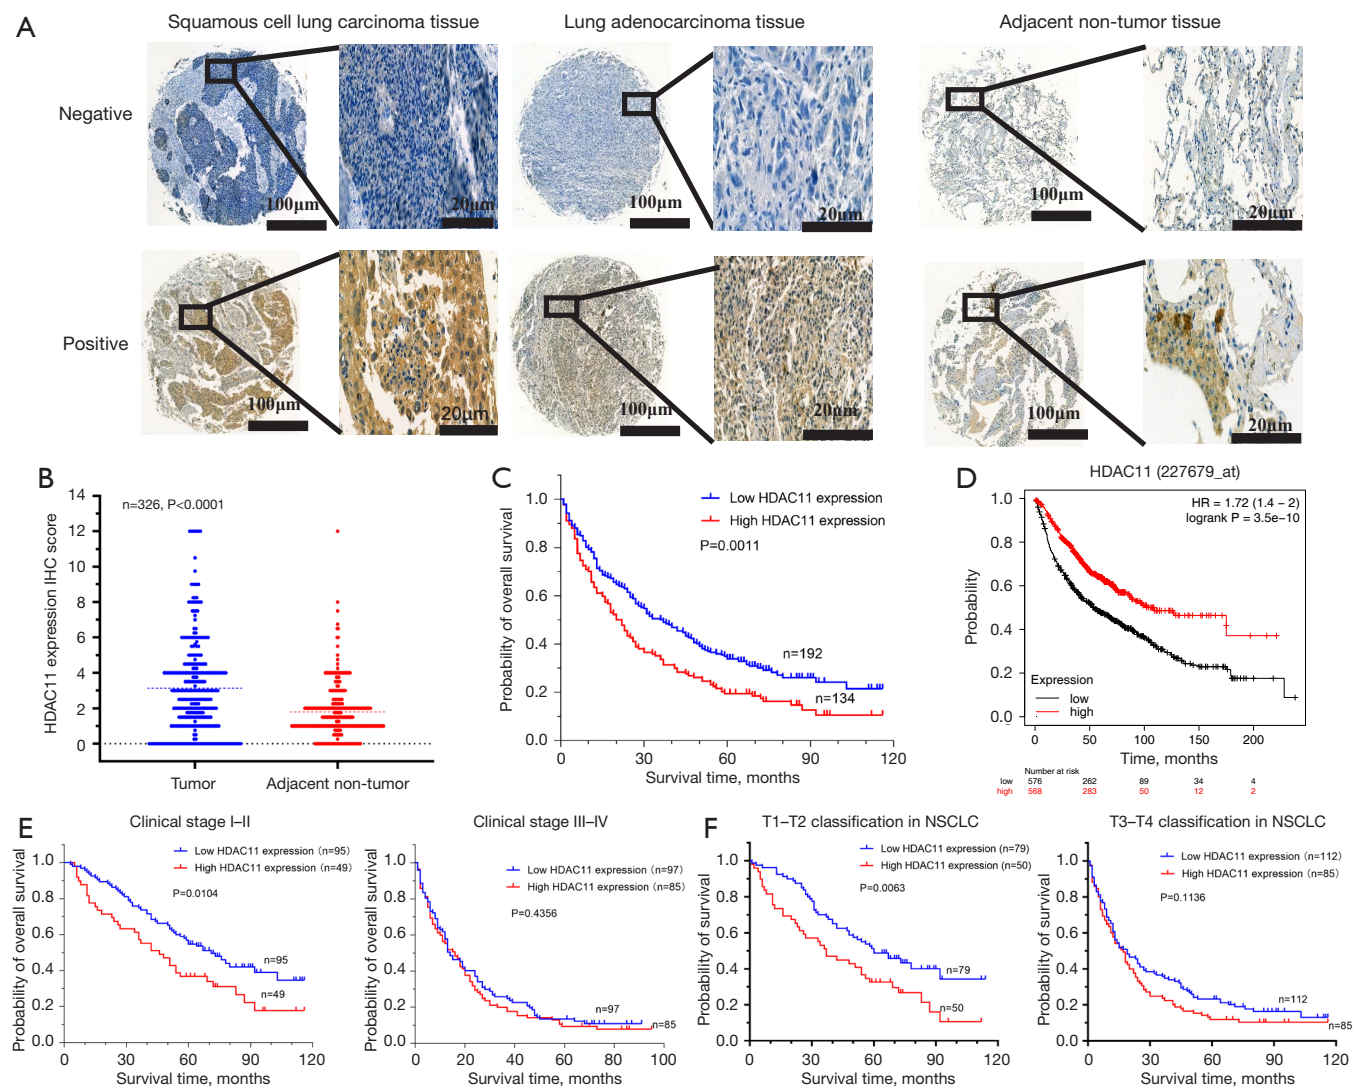 A
Squamous cell lung carcinoma tissue
Lung adenocarcinoma tissue
Adjacent non-tumor tissue
Negative
100μm
20μm
100μm
20μm
100μm
20μm
Positive
100μm
20μm
100μm
20μm
100μm
20μm
B
n=326, P<0.0001
HDAC11 expression IHC score
14
12
10
8
6
4
2
0
Tumor
Adjacent non-tumor
C
Low HDAC11 expression
High HDAC11 expression
P=0.0011
Probability of overall survival
1.0
0.8
0.6
0.4
0.2
0.0
n=192
n=134
0 30 60 90 120
Survival time, months
D
HDAC11 (227679_at)
HR = 1.72 (1.4 − 2)
logrank P = 3.5e−10
Probability
1.0
0.8
0.6
0.4
0.2
0.0
Expression
low
high
0 50 100 150 200
Time, months
Number at risk
low 576 262 89 34 4
high 568 283 50 12 2
E
Clinical stage I–II
Low HDAC11 expression (n=95)
High HDAC11 expression (n=49)
P=0.0104
Probability of overall survival
1.0
0.8
0.6
0.4
0.2
0.0
n=95
n=49
0 30 60 90 120
Survival time, months
Clinical stage III–IV
Low HDAC11 expression (n=97)
High HDAC11 expression (n=85)
P=0.4356
Probability of overall survival
1.0
0.8
0.6
0.4
0.2
0.0
n=97
n=85
0 20 40 60 80 100
Survival time, months
F
T1–T2 classification in NSCLC
Low HDAC11 expression (n=79)
High HDAC11 expression (n=50)
P=0.0063
Probability of survival
1.0
0.8
0.6
0.4
0.2
0.0
n=79
n=50
0 30 60 90 120
Survival time, months
T3–T4 classification in NSCLC
Low HDAC11 expression (n=112)
High HDAC11 expression (n=85)
P=0.1136
Probability of survival
1.0
0.8
0.6
0.4
0.2
0.0
n=112
n=85
0 30 60 90 120
Survival time, months